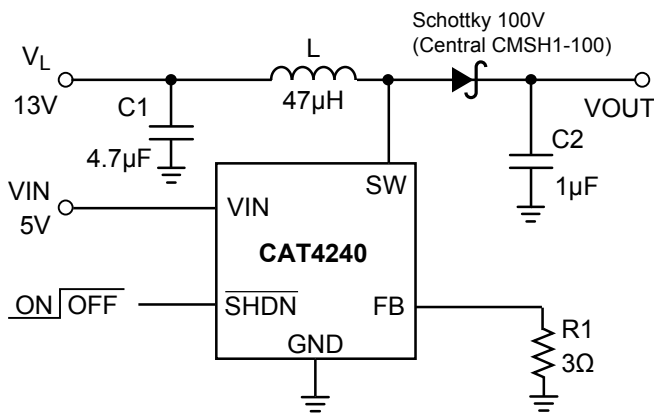 Schottky 100V
(Central CMSH1-100)
VL
13V
L
47µH
C1
4.7µF
VOUT
C2
1µF
SW
VIN
5V
VIN
CAT4240
ON OFF
SHDN
FB
GND
R1
3Ω